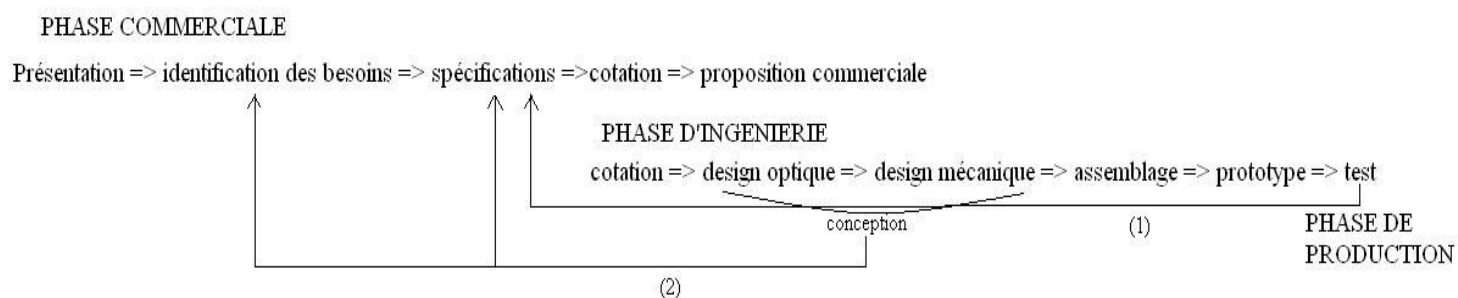 PHASE COMMERCIALE
Présentation => identification des besoins => spécifications =>cotation => proposition commerciale
PHASE D'INGENIERIE
cotation => design optique => design mécanique => assemblage => prototype => test
conception
(1)
PHASE DE
PRODUCTION
(2)